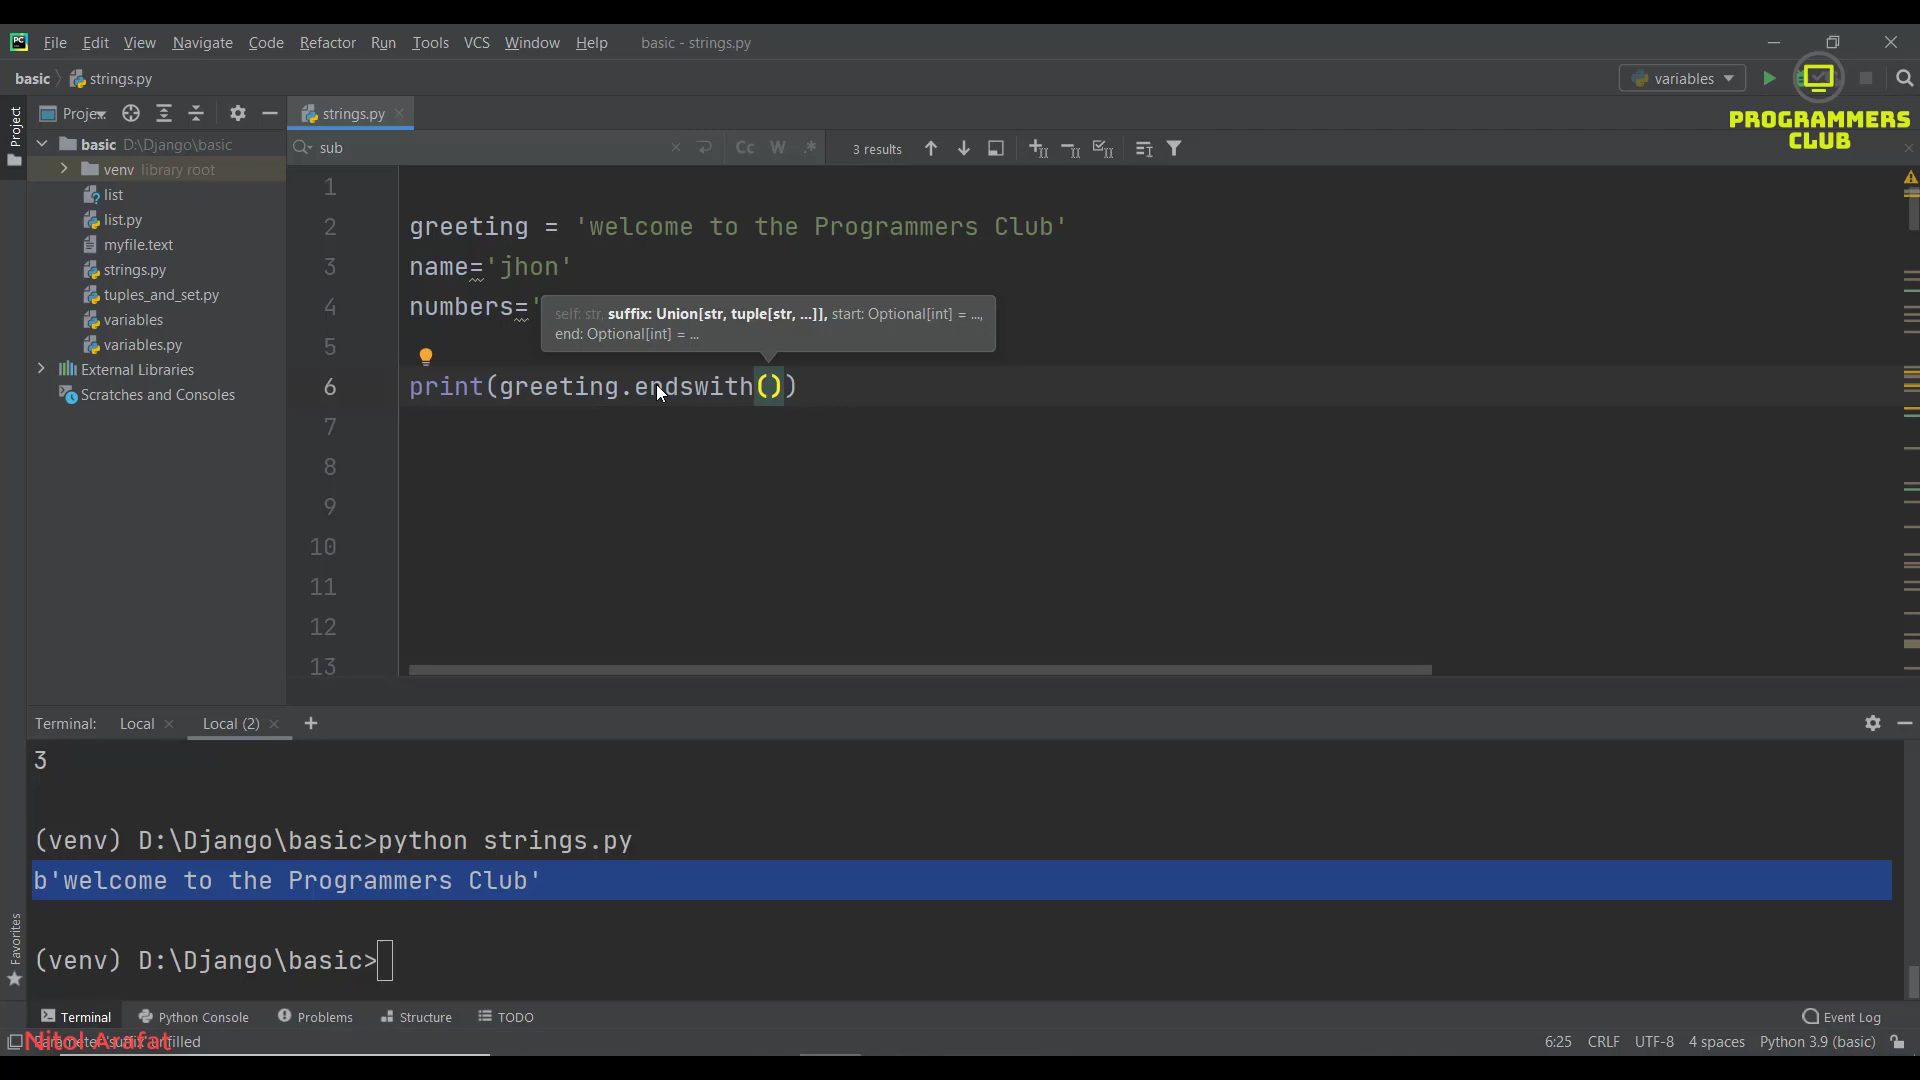 PC File Edit View Navigate Code Refactor Run Tools VCS Window Help basic - strings.py
basic strings.py variables
PROGRAMMERS
CLUB
Project
Proje strings.py
sub Cc W .* 3 results
basic D:\Django\basic
venv library root
list
list.py
myfile.text
strings.py
tuples_and_set.py
variables
variables.py
External Libraries
Scratches and Consoles
1
2 greeting = 'welcome to the Programmers Club'
3 name='jhon'
4 numbers='
self: str, suffix: Union[str, tuple[str, ...]], start: Optional[int] = ...,
end: Optional[int] = ...
5
6 print(greeting.endswith())
7
8
9
10
11
12
13
Terminal: Local Local (2)
3
(venv) D:\Django\basic>python strings.py
b'welcome to the Programmers Club'
(venv) D:\Django\basic>
Favorites
Terminal Python Console Problems Structure TODO Event Log
Nitol Arafat
6:25 CRLF UTF-8 4 spaces Python 3.9 (basic)